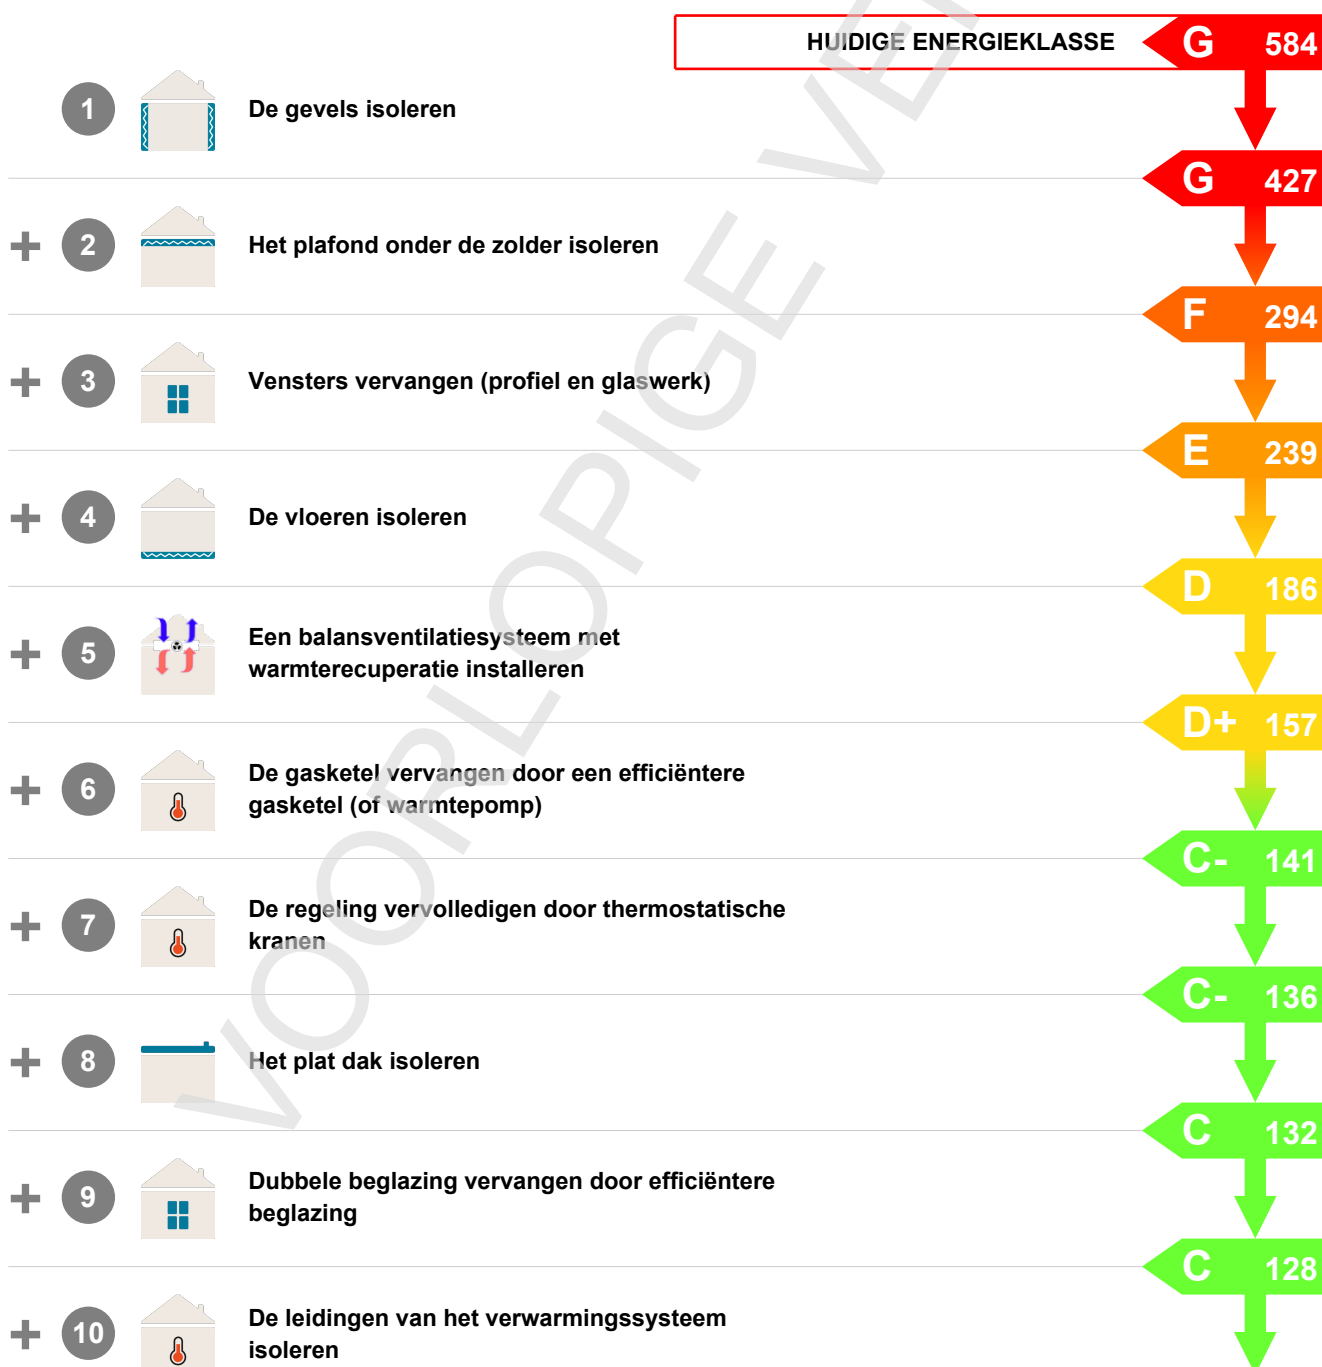 HUIDIGE ENERGIEKLASSE G 584
1 De gevels isoleren
G 427
+ 2 Het plafond onder de zolder isoleren
F 294
+ 3 Vensters vervangen (profiel en glaswerk)
E 239
+ 4 De vloeren isoleren
D 186
+ 5 Een balansventilatiesysteem met
warmterecuperatie installeren
D+ 157
+ 6 De gasketel vervangen door een efficiëntere
gasketel (of warmtepomp)
C- 141
+ 7 De regeling vervolledigen door thermostatische
kranen
C- 136
+ 8 Het plat dak isoleren
C 132
+ 9 Dubbele beglazing vervangen door efficiëntere
beglazing
C 128
+ 10 De leidingen van het verwarmingssysteem
isoleren
VOORLOPIGE